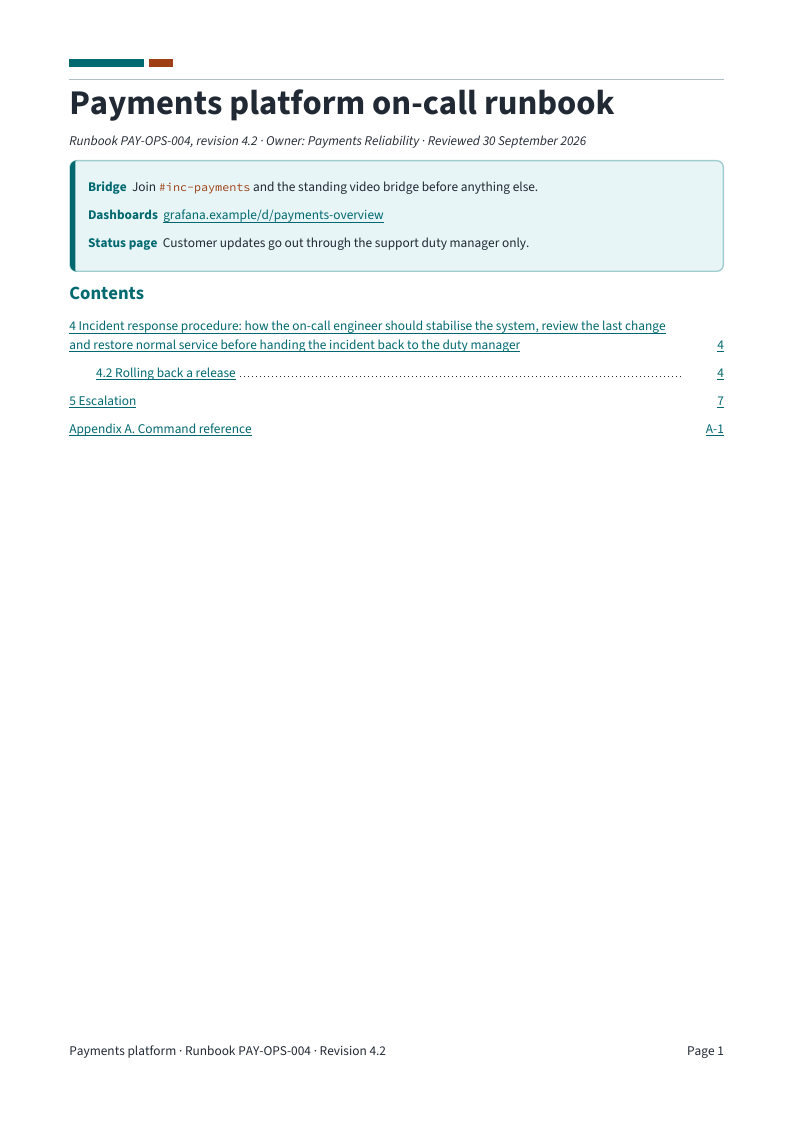 Payments platform on-call runbook
Runbook PAY-OPS-004, revision 4.2 · Owner: Payments Reliability · Reviewed 30 September 2026
Bridge Join #inc-payments and the standing video bridge before anything else.
Dashboards grafana.example/d/payments-overview
Status page Customer updates go out through the support duty manager only.
Contents
4 Incident response procedure: how the on-call engineer should stabilise the system, review the last change
and restore normal service before handing the incident back to the duty manager 4
4.2 Rolling back a release ........................................................................................................ 4
5 Escalation 7
Appendix A. Command reference A-1
Payments platform · Runbook PAY-OPS-004 · Revision 4.2 Page 1